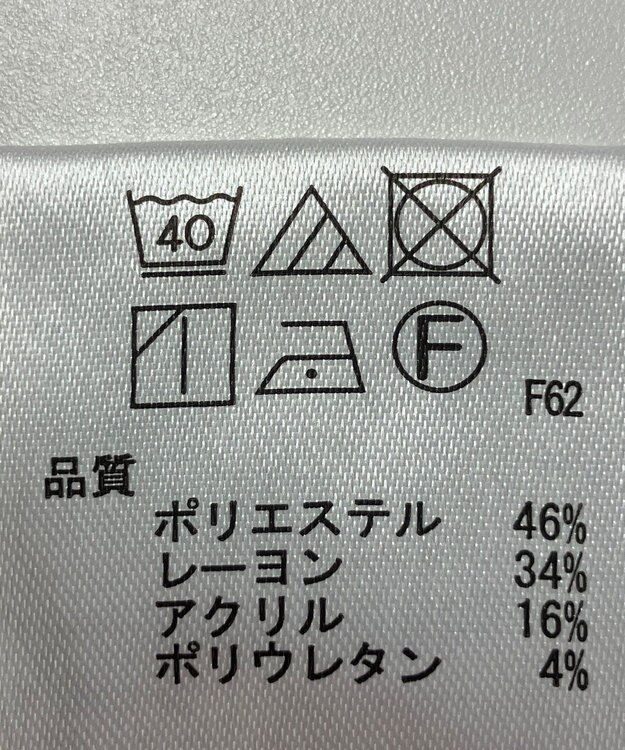 40
F
F62
品質
ポリエステル 46%
レーヨン 34%
アクリル 16%
ポリウレタン 4%